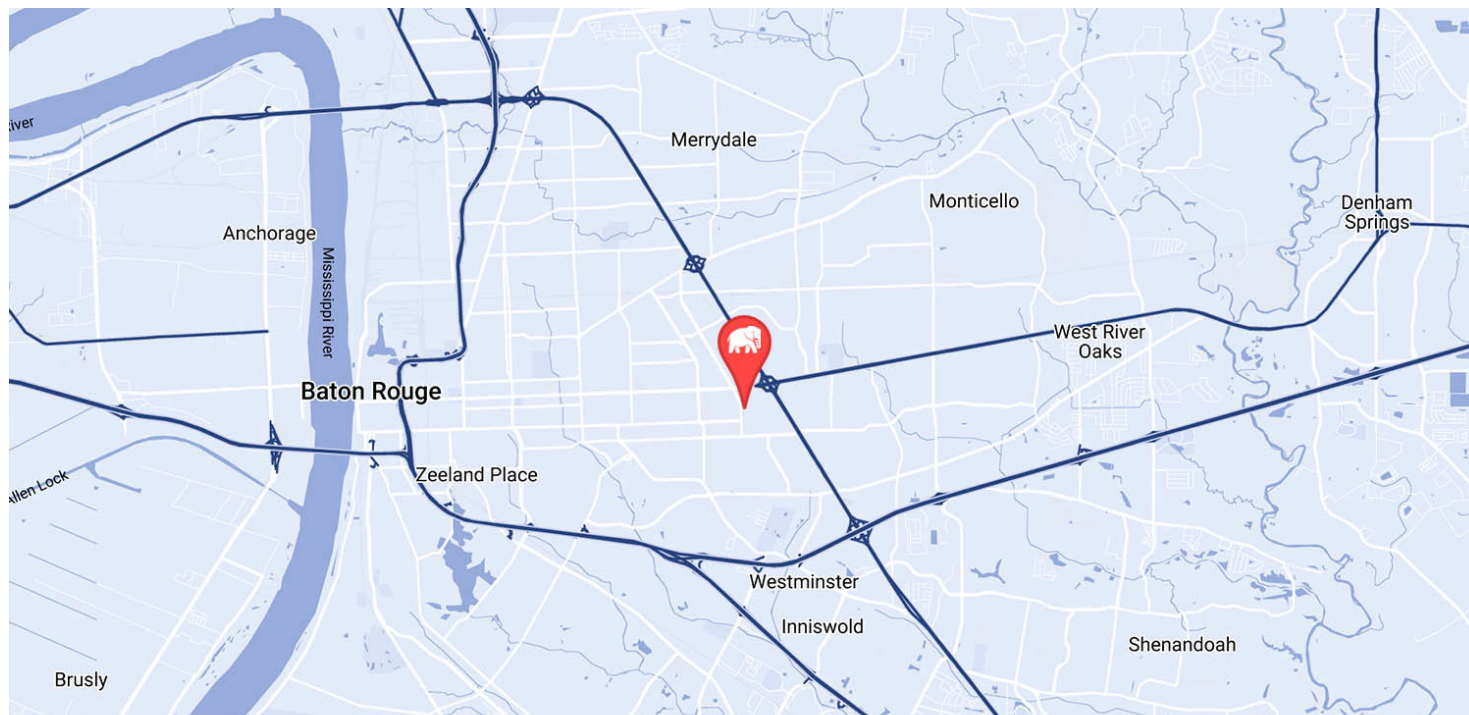 River
Merrydale
Monticello
Denham
Springs
Anchorage
Mississippi River
West River
Oaks
Baton Rouge
Zeeland Place
Allen Lock
Westminster
Inniswold
Shenandoah
Brusly